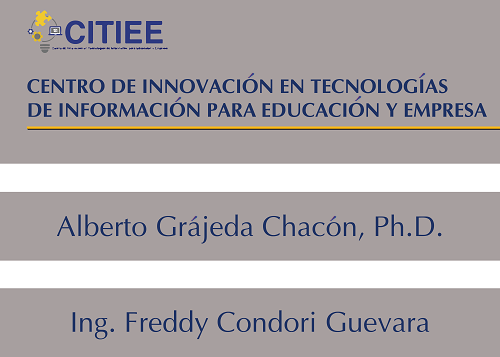 CITIEE
CENTRO DE INNOVACIÓN EN TECNOLOGÍAS
DE INFORMACIÓN PARA EDUCACIÓN Y EMPRESA
Alberto Grájeda Chacón, Ph.D.
Ing. Freddy Condori Guevara